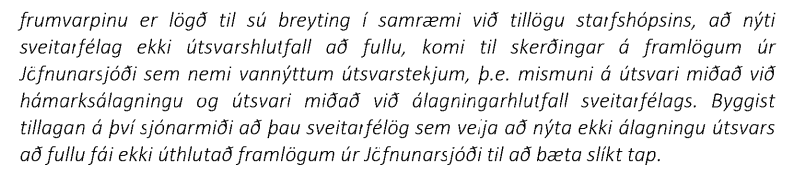 frumvarpinu er lögð til sú breyting í samræmi við tillögu starfshópsins, að nýti
sveitarfélag ekki útsvarshlutfall að fullu, komi til skerðingar á framlögum úr
Jöfnunarsjóði sem nemi vannýttum útsvarstekjum, þ.e. mismuni á útsvari miðað við
hámarksálagningu og útsvari miðað við álagningarhlutfall sveitarfélags. Byggist
tillagan á því sjónarmiði að þau sveitarfélög sem velja að nýta ekki álagningu útsvars
að fullu fái ekki úthlutað framlögum úr Jöfnunarsjóði til að bæta slíkt tap.